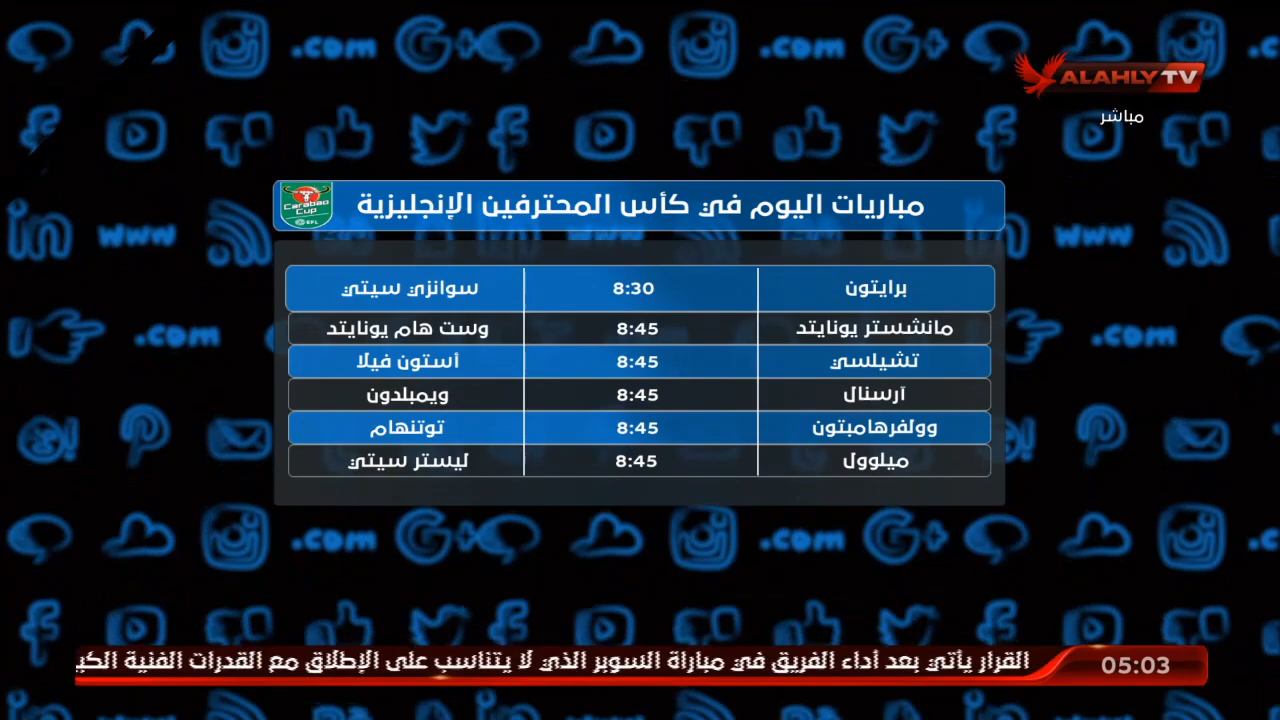 ALAHLY TV
مباشر
مباريات اليوم في كأس المحترفين الإنجليزية
Carabao
Cup
EFL
برايتون 8:30 سوانزي سيتي
مانشستر يونايتد 8:45 وست هام يونايتد
تشيلسي 8:45 أستون فيلا
آرسنال 8:45 ويمبلدون
وولفرهامبتون 8:45 توتنهام
ميلوول 8:45 ليستر سيتي
القرار يأتي بعد أداء الفريق في مباراة السوبر الذي لا يتناسب على الإطلاق مع القدرات الفنية
05:03